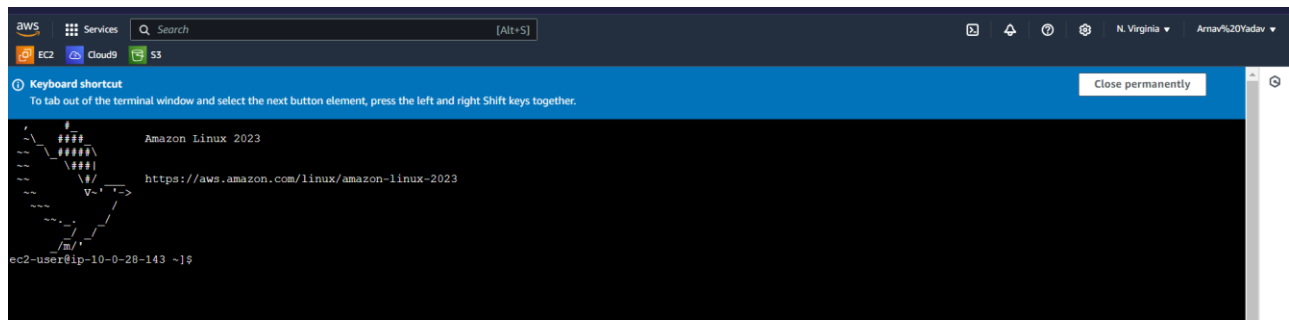 aws Services Search [Alt+S] N. Virginia Arnav%20Yadav
EC2 Cloud9 S3
Keyboard shortcut
Close permanently
To tab out of the terminal window and select the next button element, press the left and right Shift keys together.
   ,     #_
   ~\_  ####_        Amazon Linux 2023
  ~~  \_#####\
  ~~     \###|
  ~~       \#/ ___   https://aws.amazon.com/linux/amazon-linux-2023
   ~~       V~' '->
    ~~~         /
      ~~._.   _/
         _/ _/
       _/m/'
ec2-user@ip-10-0-28-143 ~]$